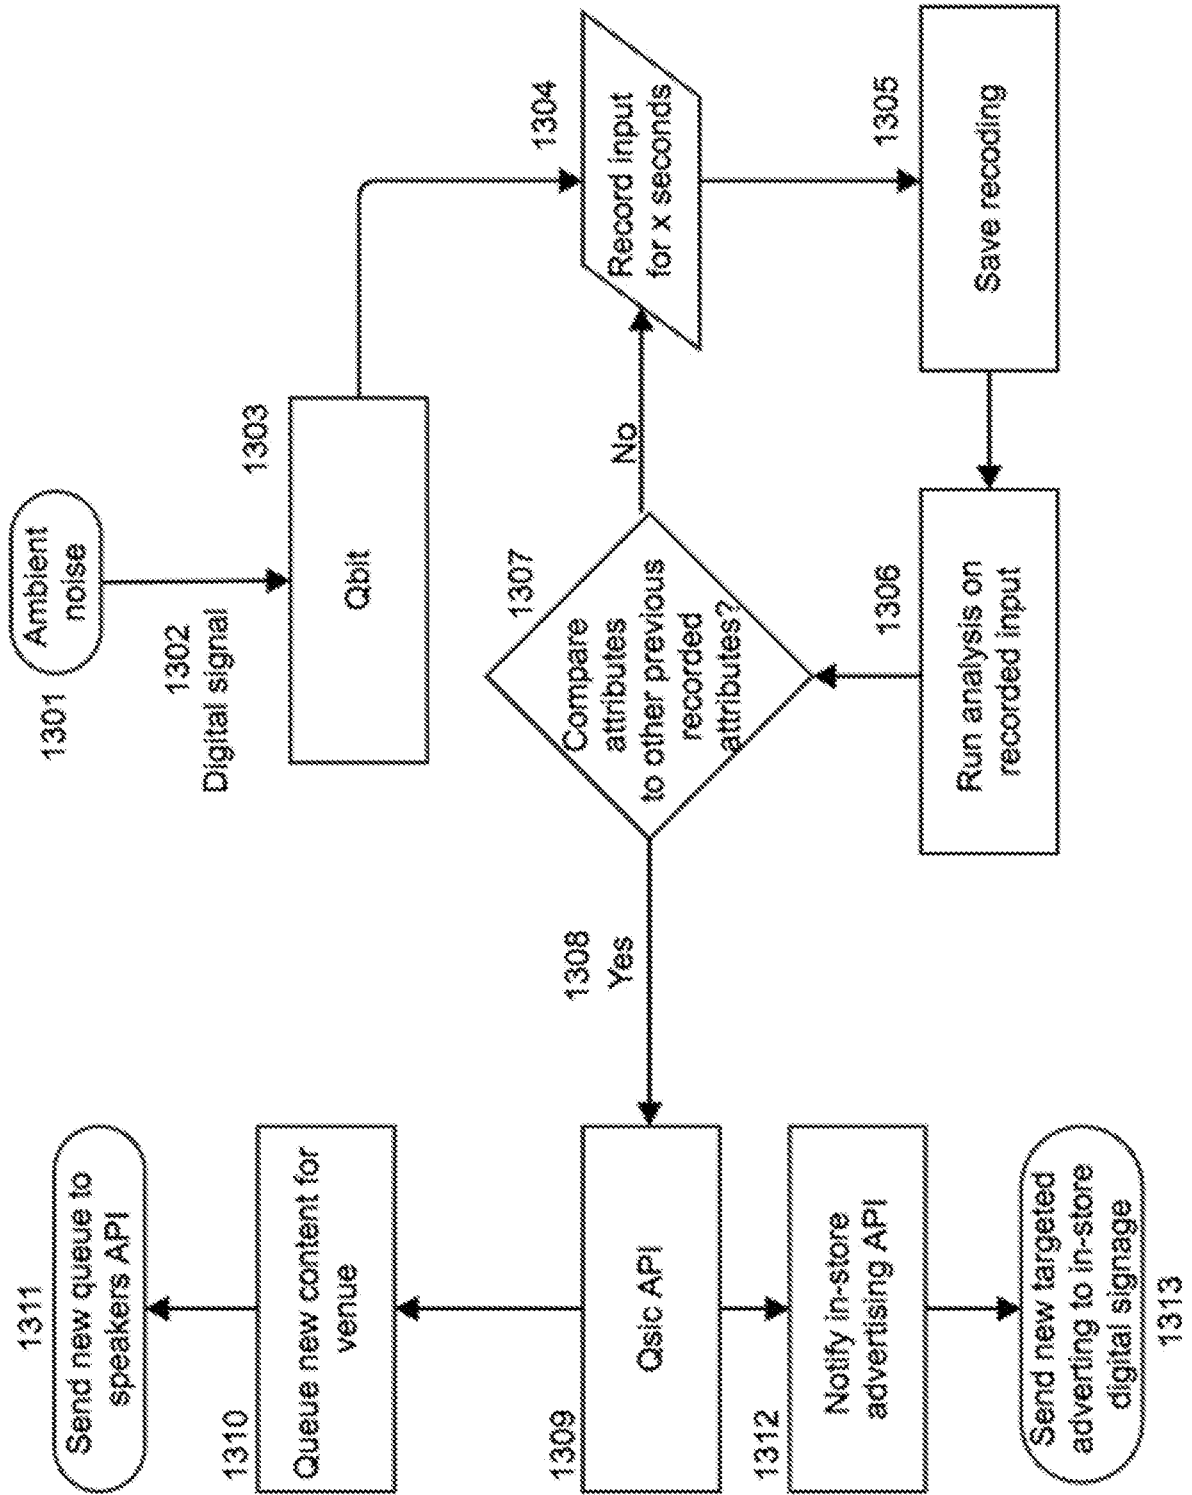 1301
Ambient
noise
1302
Digital signal
1303
Qbit
1304
Record input
for x seconds
1305
Save recoding
1306
Run analysis on
recorded input
1307
Compare
attributes
to other previous
recorded
attributes?
No
1308
Yes
1309
Qsic API
1310
Queue new content for
venue
1311
Send new queue to
speakers API
1312
Notify in-store
advertising API
Send new targeted
adverting to in-store
digital signage
1313